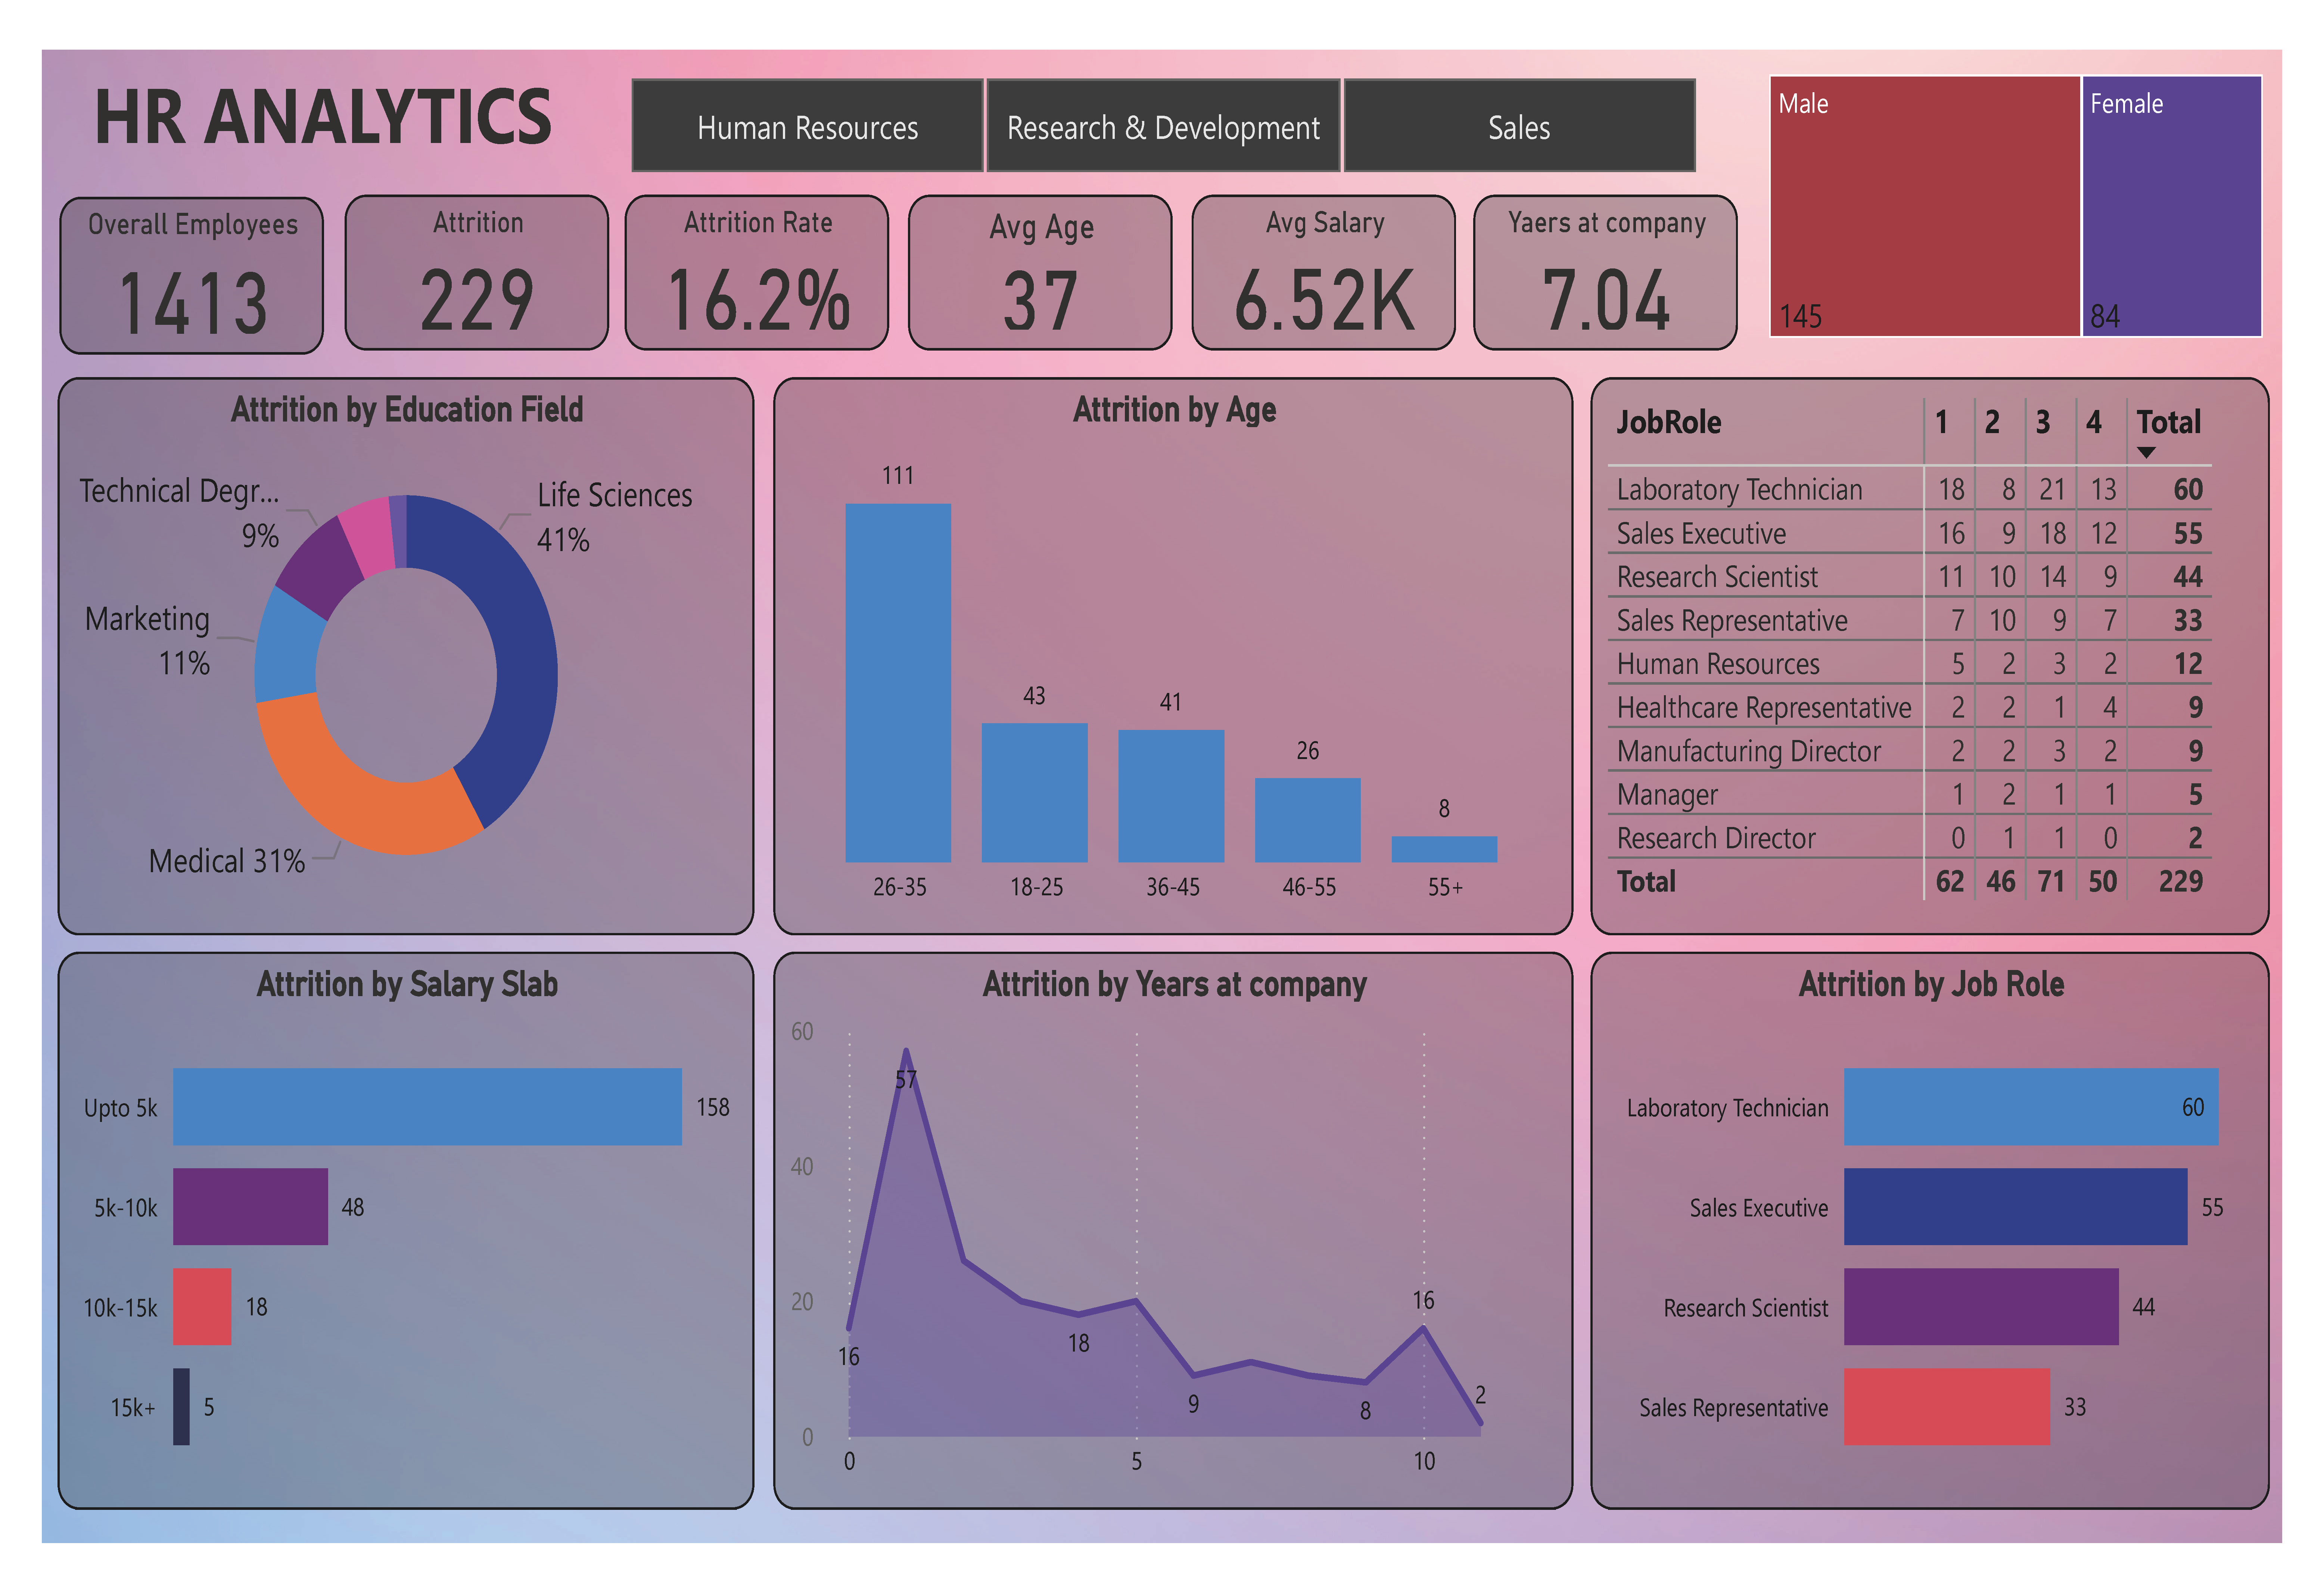 HR ANALYTICS
Human Resources
Research & Development
Sales
Male
145
Female
84
Overall Employees
1413
Attrition
229
Attrition Rate
16.2%
Avg Age
37
Avg Salary
6.52K
Yaers at company
7.04
Attrition by Education Field
Technical Degr...
9%
Life Sciences
41%
Marketing
11%
Medical 31%
Attrition by Age
111
43
41
26
8
26-35 18-25 36-45 46-55 55+
JobRole 1 2 3 4 Total
Laboratory Technician 18 8 21 13 60
Sales Executive 16 9 18 12 55
Research Scientist 11 10 14 9 44
Sales Representative 7 10 9 7 33
Human Resources 5 2 3 2 12
Healthcare Representative 2 2 1 4 9
Manufacturing Director 2 2 3 2 9
Manager 1 2 1 1 5
Research Director 0 1 1 0 2
Total 62 46 71 50 229
Attrition by Salary Slab
Upto 5k 158
5k-10k 48
10k-15k 18
15k+ 5
Attrition by Years at company
60
57
40
20
16
16
18
9
8
2
0
0 5 10
Attrition by Job Role
Laboratory Technician 60
Sales Executive 55
Research Scientist 44
Sales Representative 33